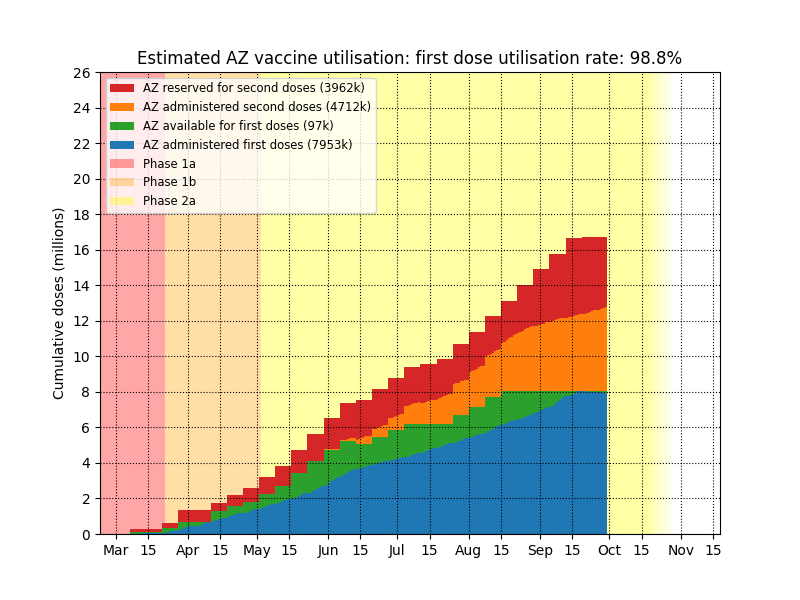 Estimated AZ vaccine utilisation: first dose utilisation rate: 98.8%
26
24
22
20
18
16
14
12
10
8
6
4
2
0
Cumulative doses (millions)
AZ reserved for second doses (3962k)
AZ administered second doses (4712k)
AZ available for first doses (97k)
AZ administered first doses (7953k)
Phase 1a
Phase 1b
Phase 2a
Mar 15 Apr 15 May 15 Jun 15 Jul 15 Aug 15 Sep 15 Oct 15 Nov 15